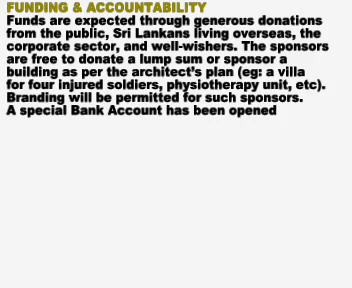 FUNDING & ACCOUNTABILITY
Funds are expected through generous donations
from the public, Sri Lankans living overseas, the
corporate sector, and well-wishers. The sponsors
are free to donate a lump sum or sponsor a
building as per the architect’s plan (eg: a villa
for four injured soldiers, physiotherapy unit, etc).
Branding will be permitted for such sponsors.
A special Bank Account has been opened